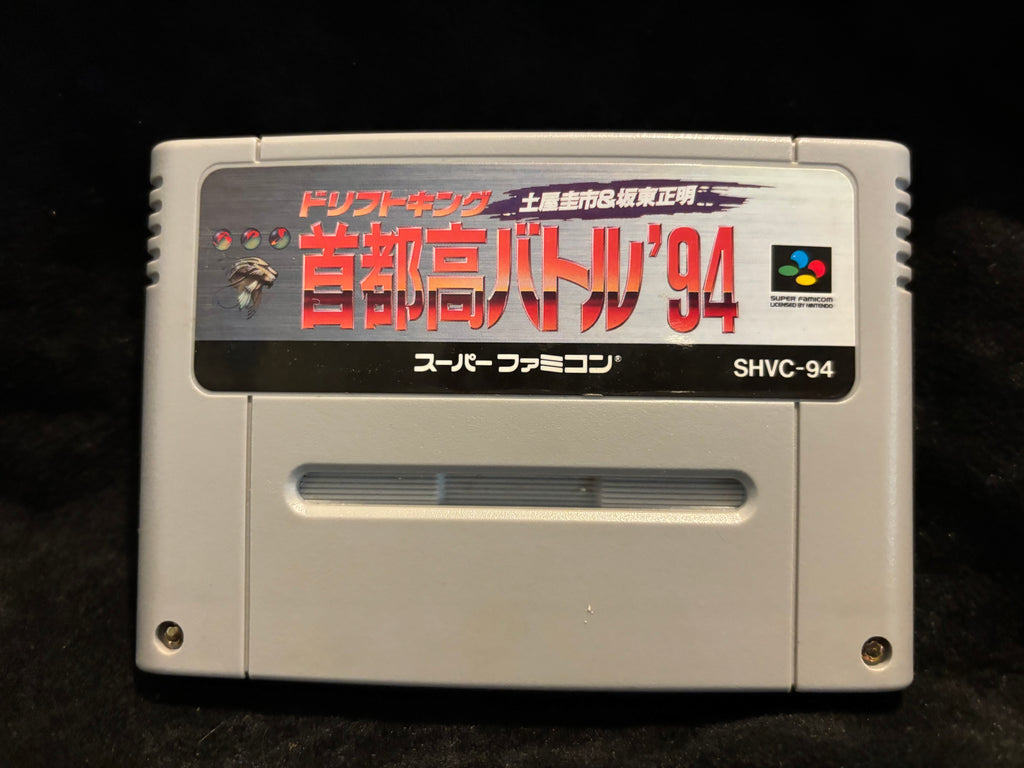 ドリフトキング 土屋圭市&坂東正明
首都高バトル'94
SUPER FAMICOM
LICENSED BY NINTENDO
スーパーファミコン®
SHVC-94